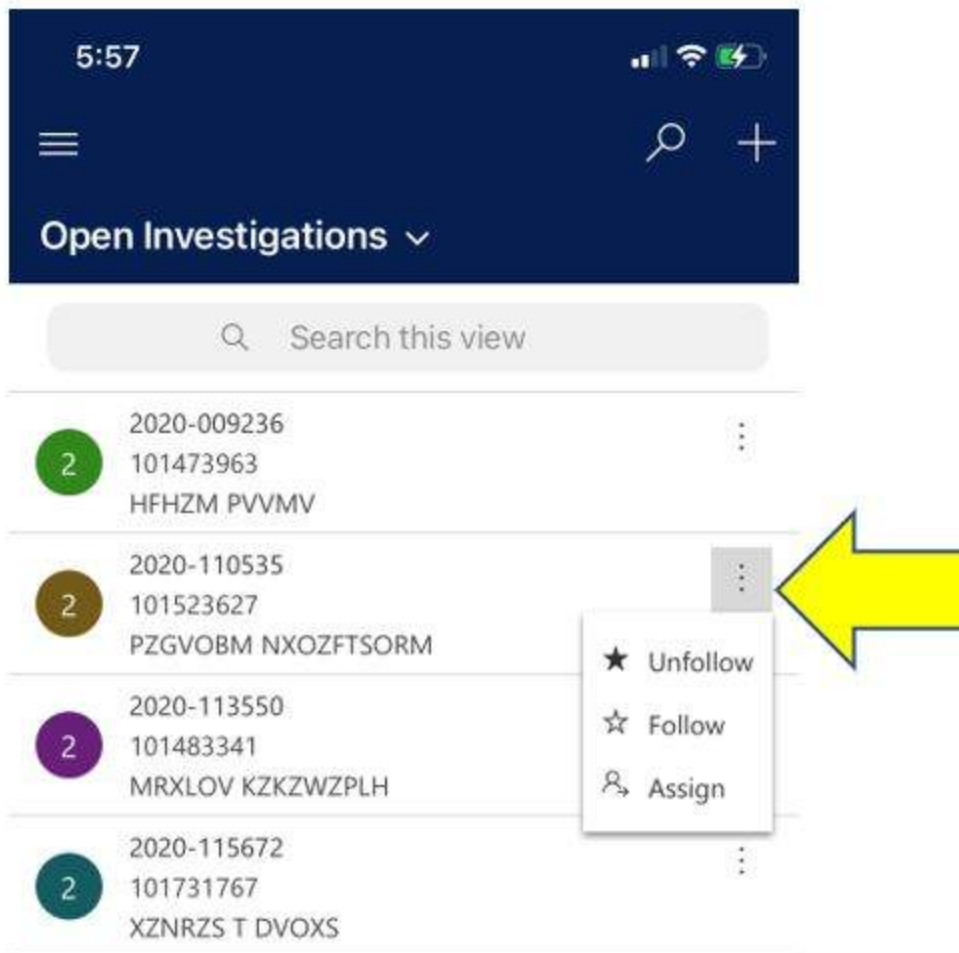 5:57
Open Investigations
Search this view
2
2020-009236
101473963
HFHZM PVVMV
2
2020-110535
101523627
PZGVOBM NXOZFTSORM
Unfollow
Follow
Assign
2
2020-113550
101483341
MRXLOV KZKZWZPLH
2
2020-115672
101731767
XZNRZS T DVOXS